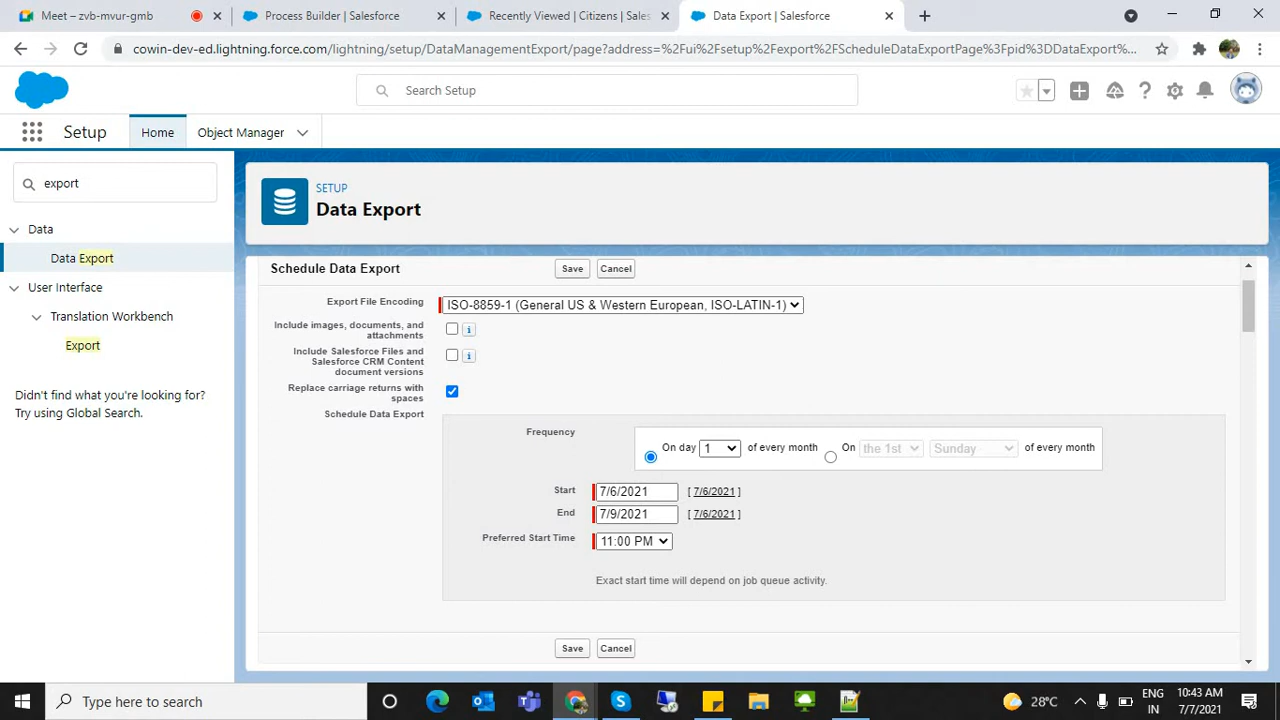 Meet – zvb-mvur-gmb
Process Builder | Salesforce
Recently Viewed | Citizens | Sales
Data Export | Salesforce
cowin-dev-ed.lightning.force.com/lightning/setup/DataManagementExport/page?address=%2Fui%2Fsetup%2Fexport%2FScheduleDataExportPage%3Fpid%3DDataExport%...
Search Setup
Setup
Home
Object Manager
export
Data
Data Export
User Interface
Translation Workbench
Export
Didn't find what you're looking for?
Try using Global Search.
SETUP
Data Export
Schedule Data Export
Save
Cancel
Export File Encoding
ISO-8859-1 (General US & Western European, ISO-LATIN-1)
Include images, documents, and
attachments
i
Include Salesforce Files and
Salesforce CRM Content
document versions
i
Replace carriage returns with
spaces
Schedule Data Export
Frequency
On day 1 of every month
On the 1st Sunday of every month
Start
7/6/2021 [ 7/6/2021 ]
End
7/9/2021 [ 7/6/2021 ]
Preferred Start Time
11:00 PM
Exact start time will depend on job queue activity.
Save
Cancel
Type here to search
28°C
ENG
IN
10:43 AM
7/7/2021